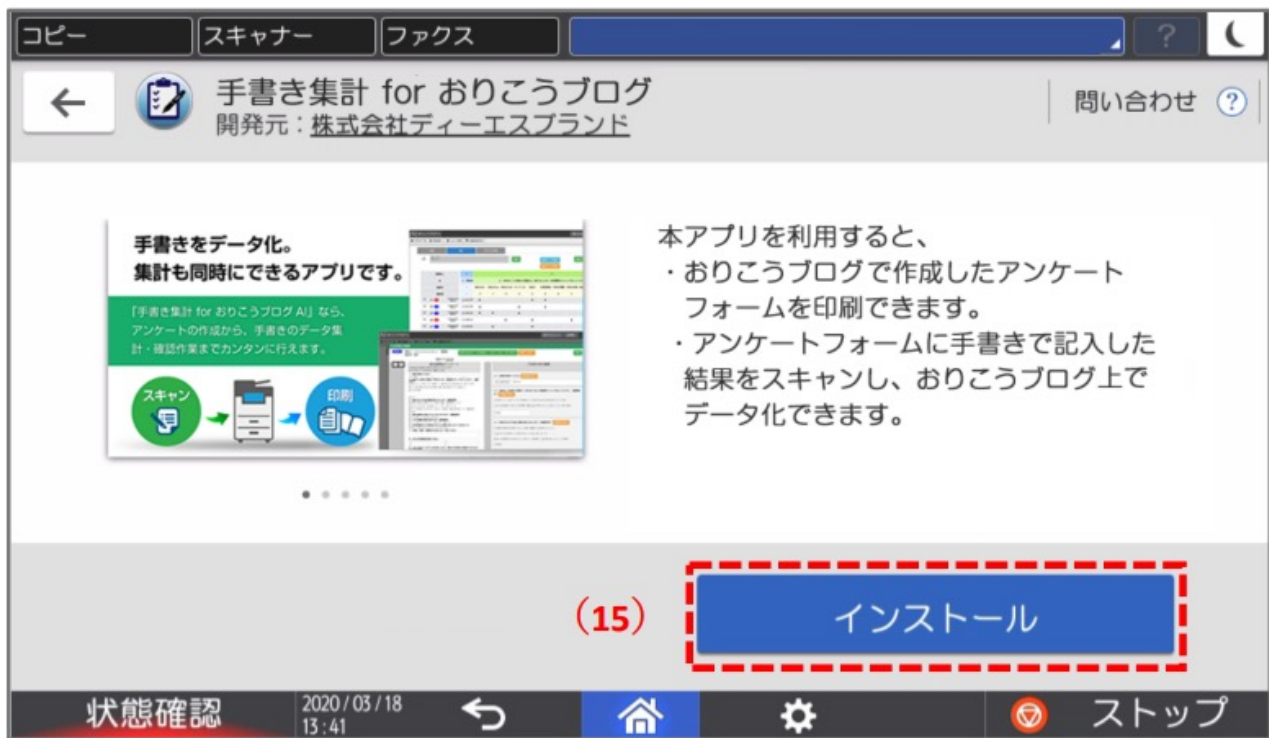 コピー
スキャナー
ファクス
?
手書き集計 for おりこうブログ
開発元：株式会社ディーエスブランド
問い合わせ ?
手書きをデータ化。
集計も同時にできるアプリです。
『手書き集計 for おりこうブログ AI』なら、
アンケートの作成から、手書きのデータ集
計・確認作業までカンタンに行えます。
スキャン
印刷
本アプリを利用すると、
・おりこうブログで作成したアンケート
フォームを印刷できます。
・アンケートフォームに手書きで記入した
結果をスキャンし、おりこうブログ上で
データ化できます。
（15）
インストール
状態確認
2020/03/18
13:41
ストップ